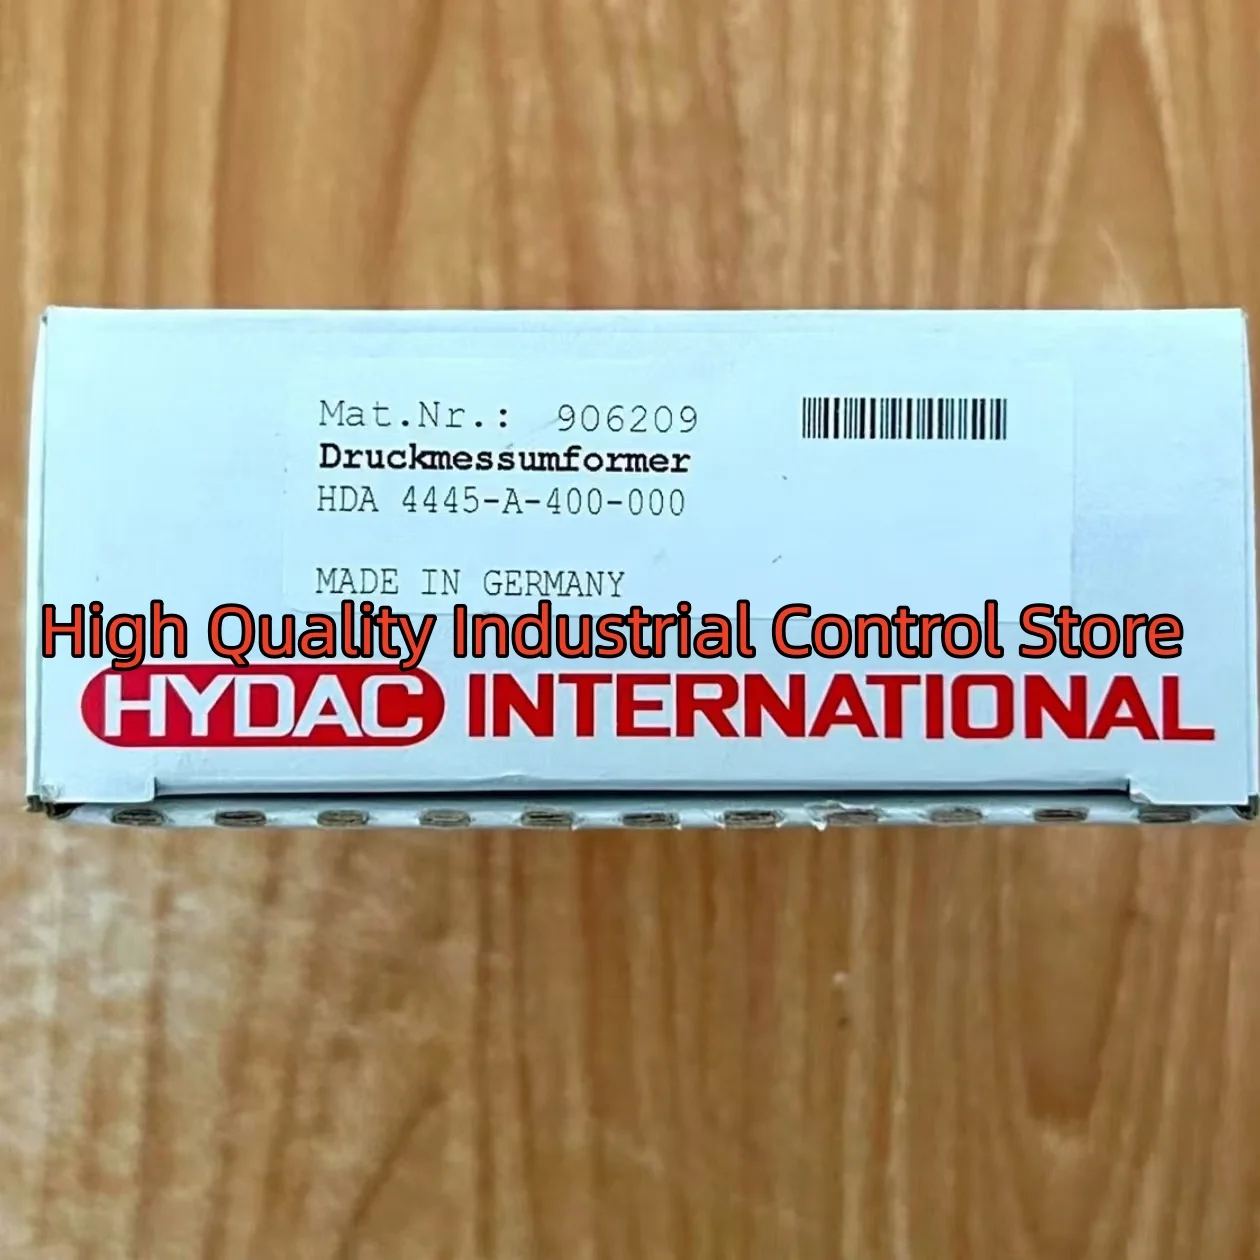 Mat.Nr.: 906209
Druckmessumformer
HDA 4445-A-400-000
MADE IN GERMANY
High Quality Industrial Control Store
HYDAC INTERNATIONAL